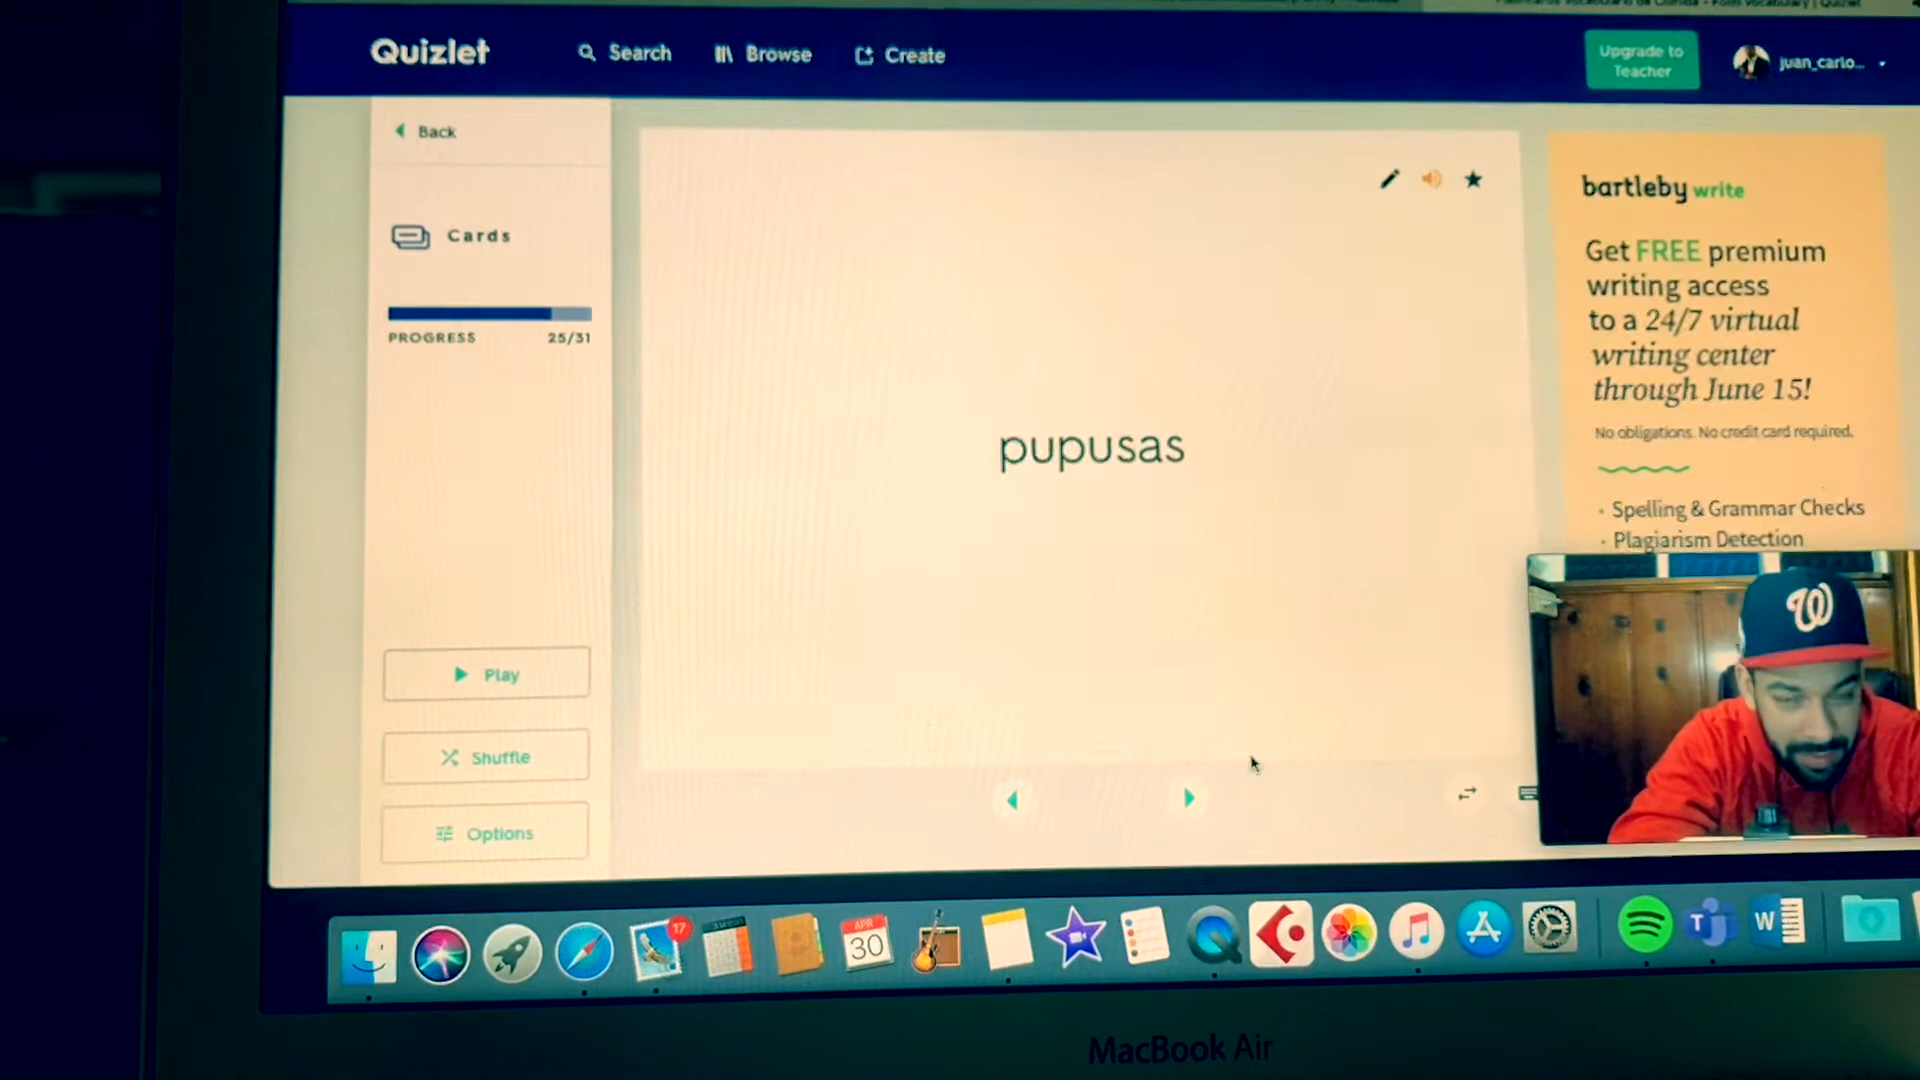 Quizlet
Search
Browse
Create
Upgrade to
Teacher
juan_carlo...
Back
Cards
PROGRESS 25/31
Play
Shuffle
Options
pupusas
bartleby write
Get FREE premium
writing access
to a 24/7 virtual
writing center
through June 15!
No obligations. No credit card required.
· Spelling & Grammar Checks
· Plagiarism Detection
W
17
APR
30
T
W
MacBook Air